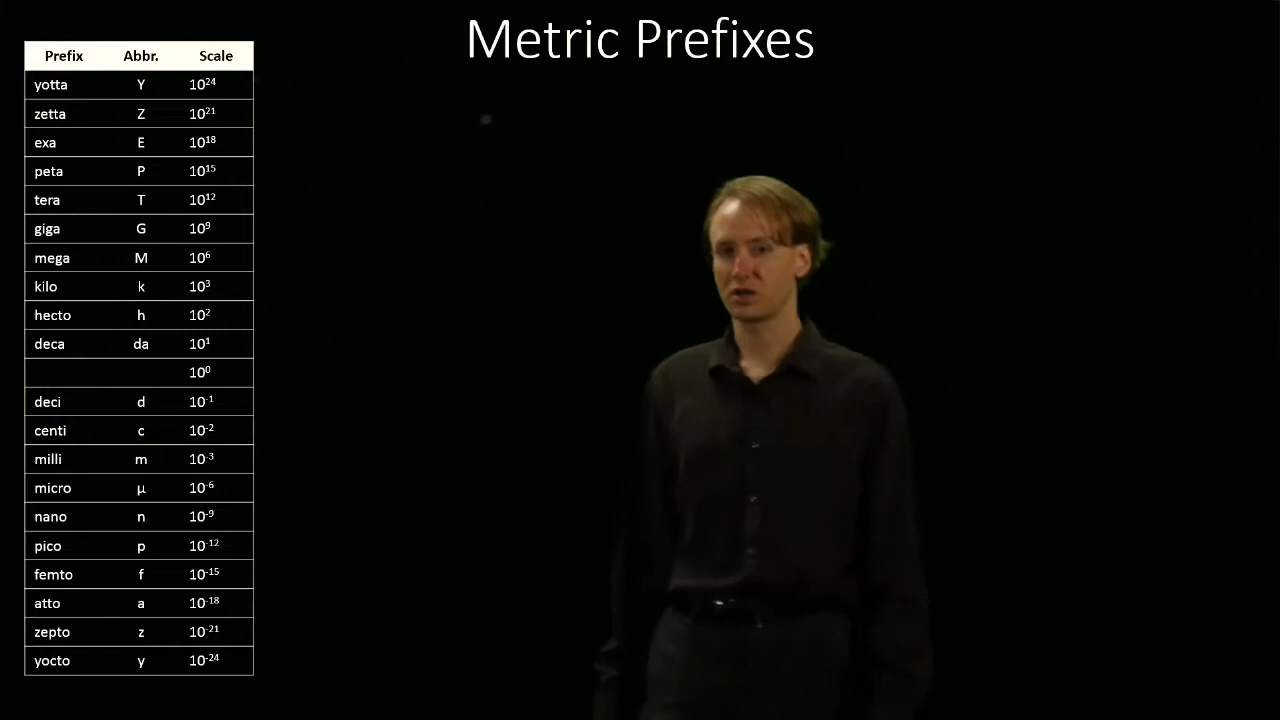 Metric Prefixes
Prefix Abbr. Scale
yotta Y 10²⁴
zetta Z 10²¹
exa E 10¹⁸
peta P 10¹⁵
tera T 10¹²
giga G 10⁹
mega M 10⁶
kilo k 10³
hecto h 10²
deca da 10¹
10⁰
deci d 10⁻¹
centi c 10⁻²
milli m 10⁻³
micro µ 10⁻⁶
nano n 10⁻⁹
pico p 10⁻¹²
femto f 10⁻¹⁵
atto a 10⁻¹⁸
zepto z 10⁻²¹
yocto y 10⁻²⁴